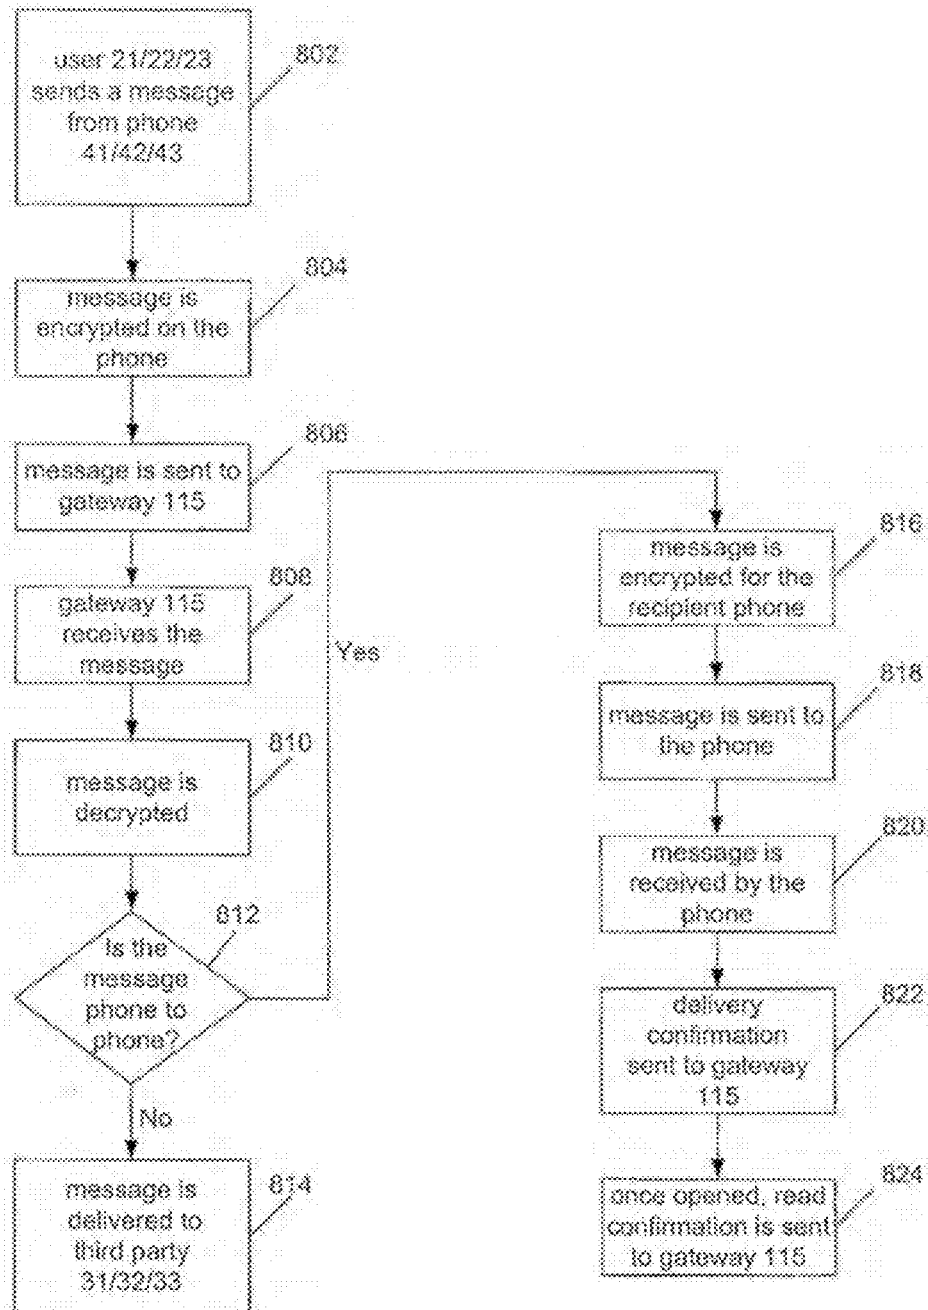 user 21/22/23
sends a message
from phone
41/42/43
802
message is
encrypted on the
phone
804
message is sent to
gateway 115
806
gateway 115
receives the
message
808
message is
decrypted
810
Is the
message
phone to
phone?
812
Yes
No
message is
delivered to
third party
31/32/33
814
message is
encrypted for the
recipient phone
816
message is sent to
the phone
818
message is
received by the
phone
820
delivery
confirmation
sent to gateway
115
822
once opened, read
confirmation is sent
to gateway 115
824